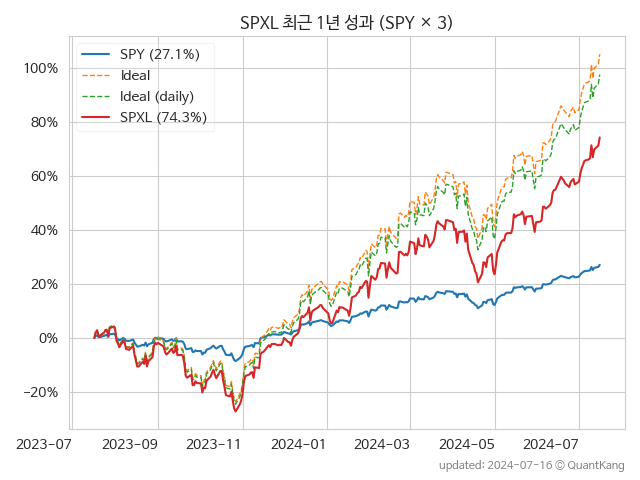 SPXL 최근 1년 성과 (SPY × 3)
SPY (27.1%)
Ideal
Ideal (daily)
SPXL (74.3%)
100%
80%
60%
40%
20%
0%
−20%
2023-07
2023-09
2023-11
2024-01
2024-03
2024-05
2024-07
updated: 2024-07-16 © QuantKang